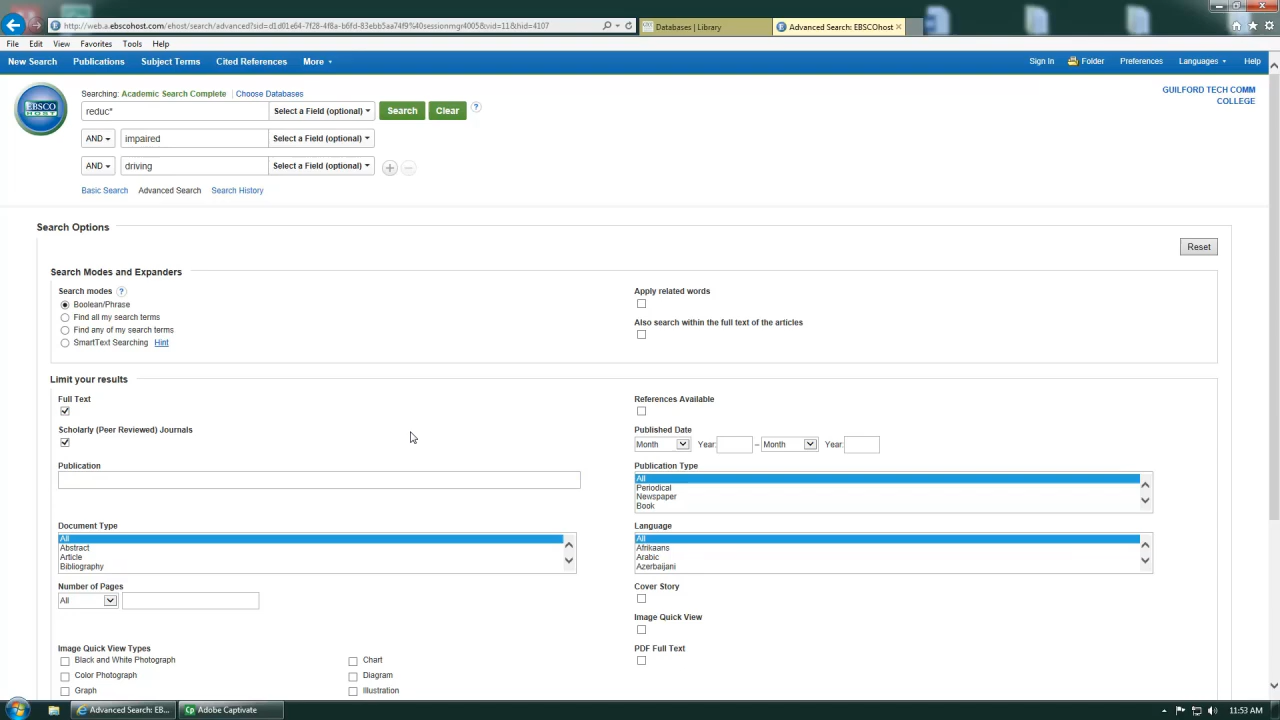 http://web.a.ebscohost.com/ehost/search/advanced?sid=d1d01e64-7f28-4f8a-b6fd-83ebb5aa74f9%40sessionmgr4005&vid=11&hid=4107
Databases | Library
Advanced Search: EBSCOhost
File Edit View Favorites Tools Help
New Search Publications Subject Terms Cited References More
Sign In Folder Preferences Languages Help
Searching: Academic Search Complete | Choose Databases
GUILFORD TECH COMM
COLLEGE
EBSCO
HOST
reduc* Select a Field (optional) Search Clear ?
AND impaired Select a Field (optional)
AND driving Select a Field (optional)
Basic Search Advanced Search Search History
Search Options
Reset
Search Modes and Expanders
Search modes ?
Boolean/Phrase
Find all my search terms
Find any of my search terms
SmartText Searching Hint
Apply related words
Also search within the full text of the articles
Limit your results
Full Text
References Available
Scholarly (Peer Reviewed) Journals
Published Date
Month Year: – Month Year:
Publication
Publication Type
All
Periodical
Newspaper
Book
Document Type
All
Abstract
Article
Bibliography
Language
All
Afrikaans
Arabic
Azerbaijani
Number of Pages
All
Cover Story
Image Quick View
Image Quick View Types
Black and White Photograph
Color Photograph
Graph
Chart
Diagram
Illustration
PDF Full Text
Advanced Search: EBS...
Cp Adobe Captivate
11:53 AM